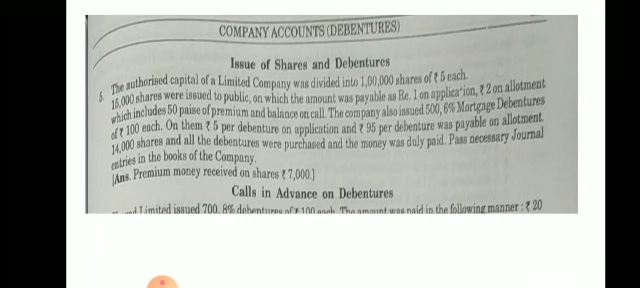 COMPANY ACCOUNTS (DEBENTURES)
Issue of Shares and Debentures
5. The authorised capital of a Limited Company was divided into 1,00,000 shares of ₹ 5 each.
15,000 shares were issued to public, on which the amount was payable as Re. 1 on application, ₹ 2 on allotment
which includes 50 paise of premium and balance on call. The company also issued 500, 6% Mortgage Debentures
of ₹ 100 each. On them ₹ 5 per debenture on application and ₹ 95 per debenture was payable on allotment.
14,000 shares and all the debentures were purchased and the money was duly paid. Pass necessary Journal
entries in the books of the Company.
[Ans. Premium money received on shares ₹ 7,000.]
Calls in Advance on Debentures
Limited issued 700, 8% debentures of ₹ 100 each. The amount was paid in the following manner : ₹ 20